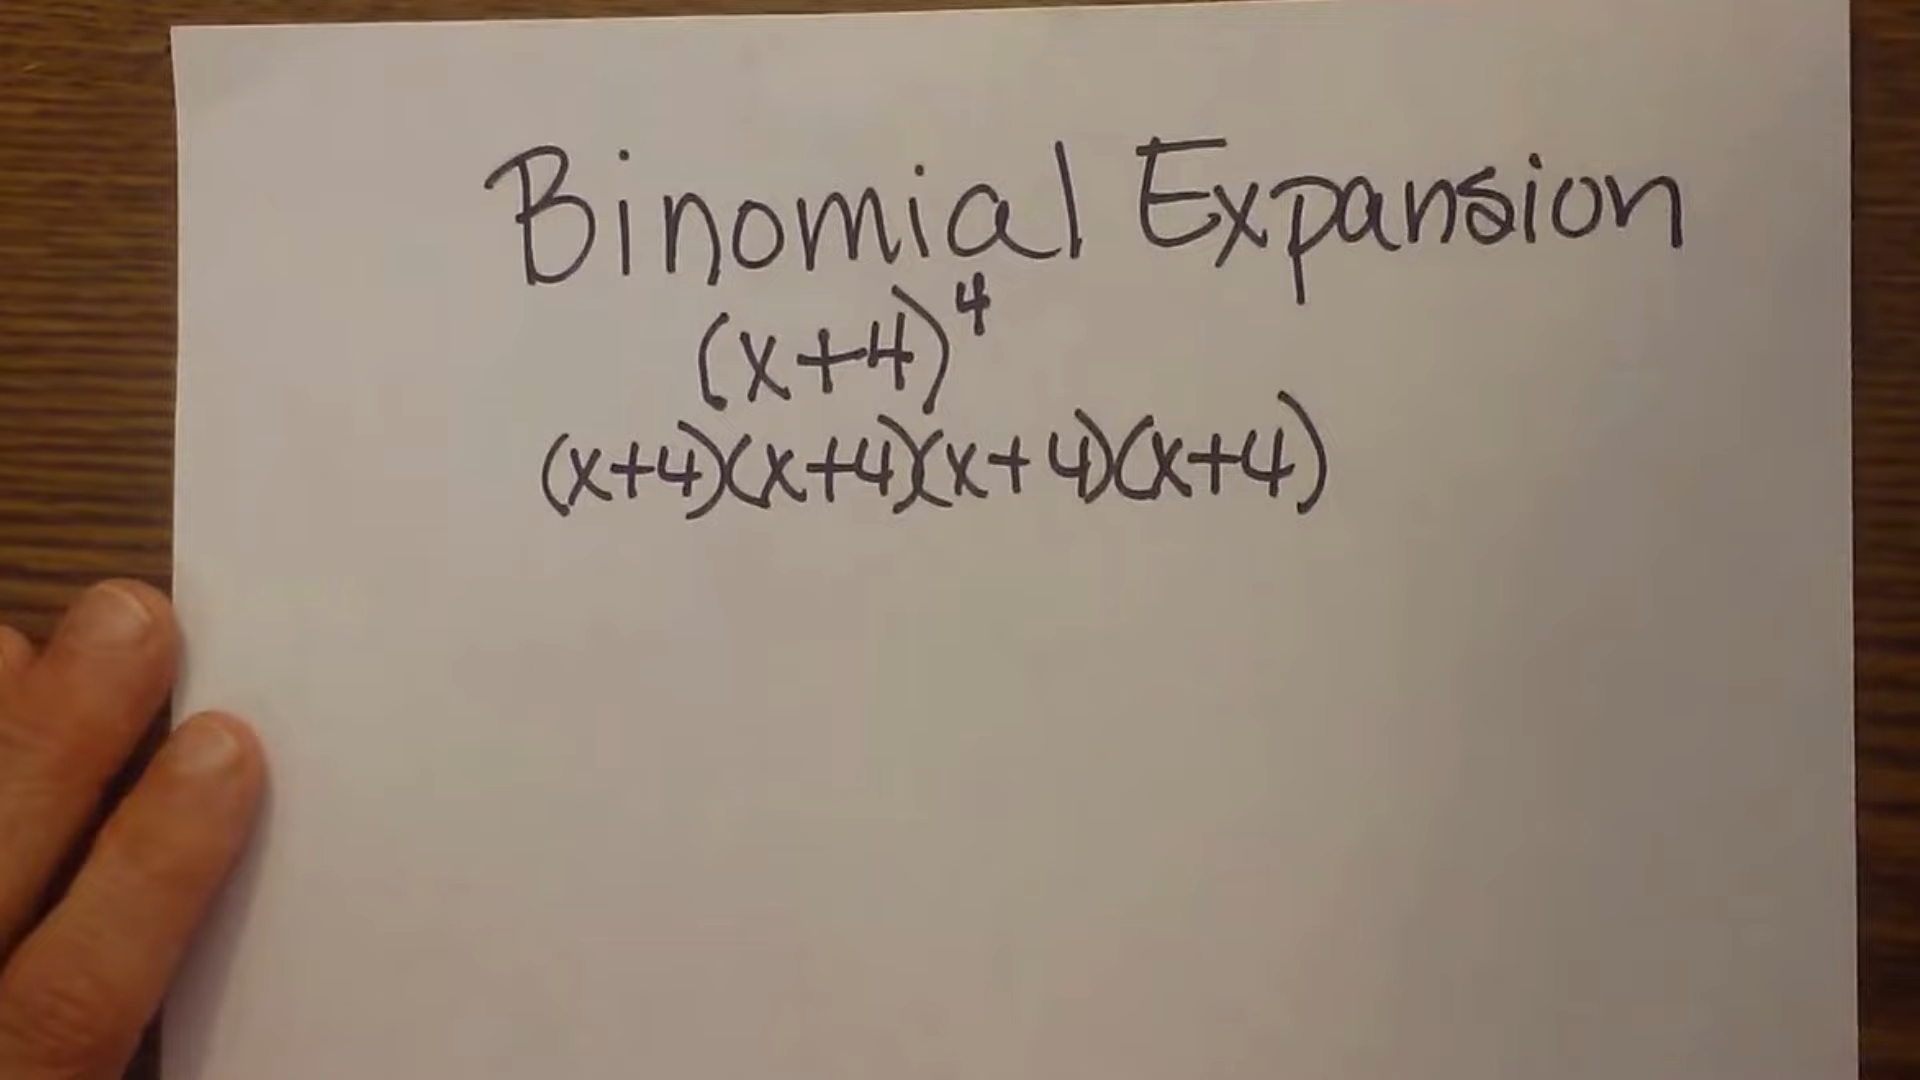 Binomial Expansion
(x+4)⁴
(x+4)(x+4)(x+4)(x+4)